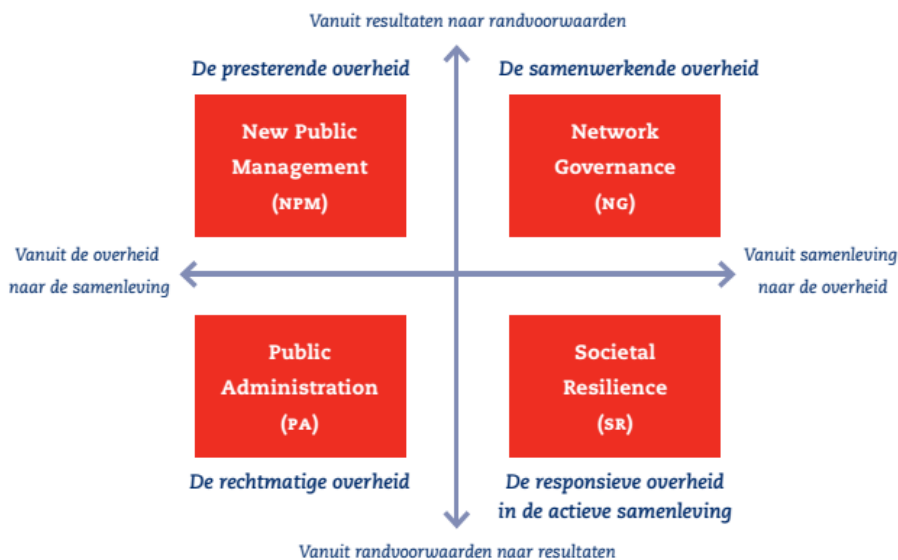 Vanuit resultaten naar randvoorwaarden
De presterende overheid
De samenwerkende overheid
New Public
Management
(NPM)
Network
Governance
(NG)
Vanuit de overheid
naar de samenleving
Vanuit samenleving
naar de overheid
Public
Administration
(PA)
Societal
Resilience
(SR)
De rechtmatige overheid
De responsieve overheid
in de actieve samenleving
Vanuit randvoorwaarden naar resultaten